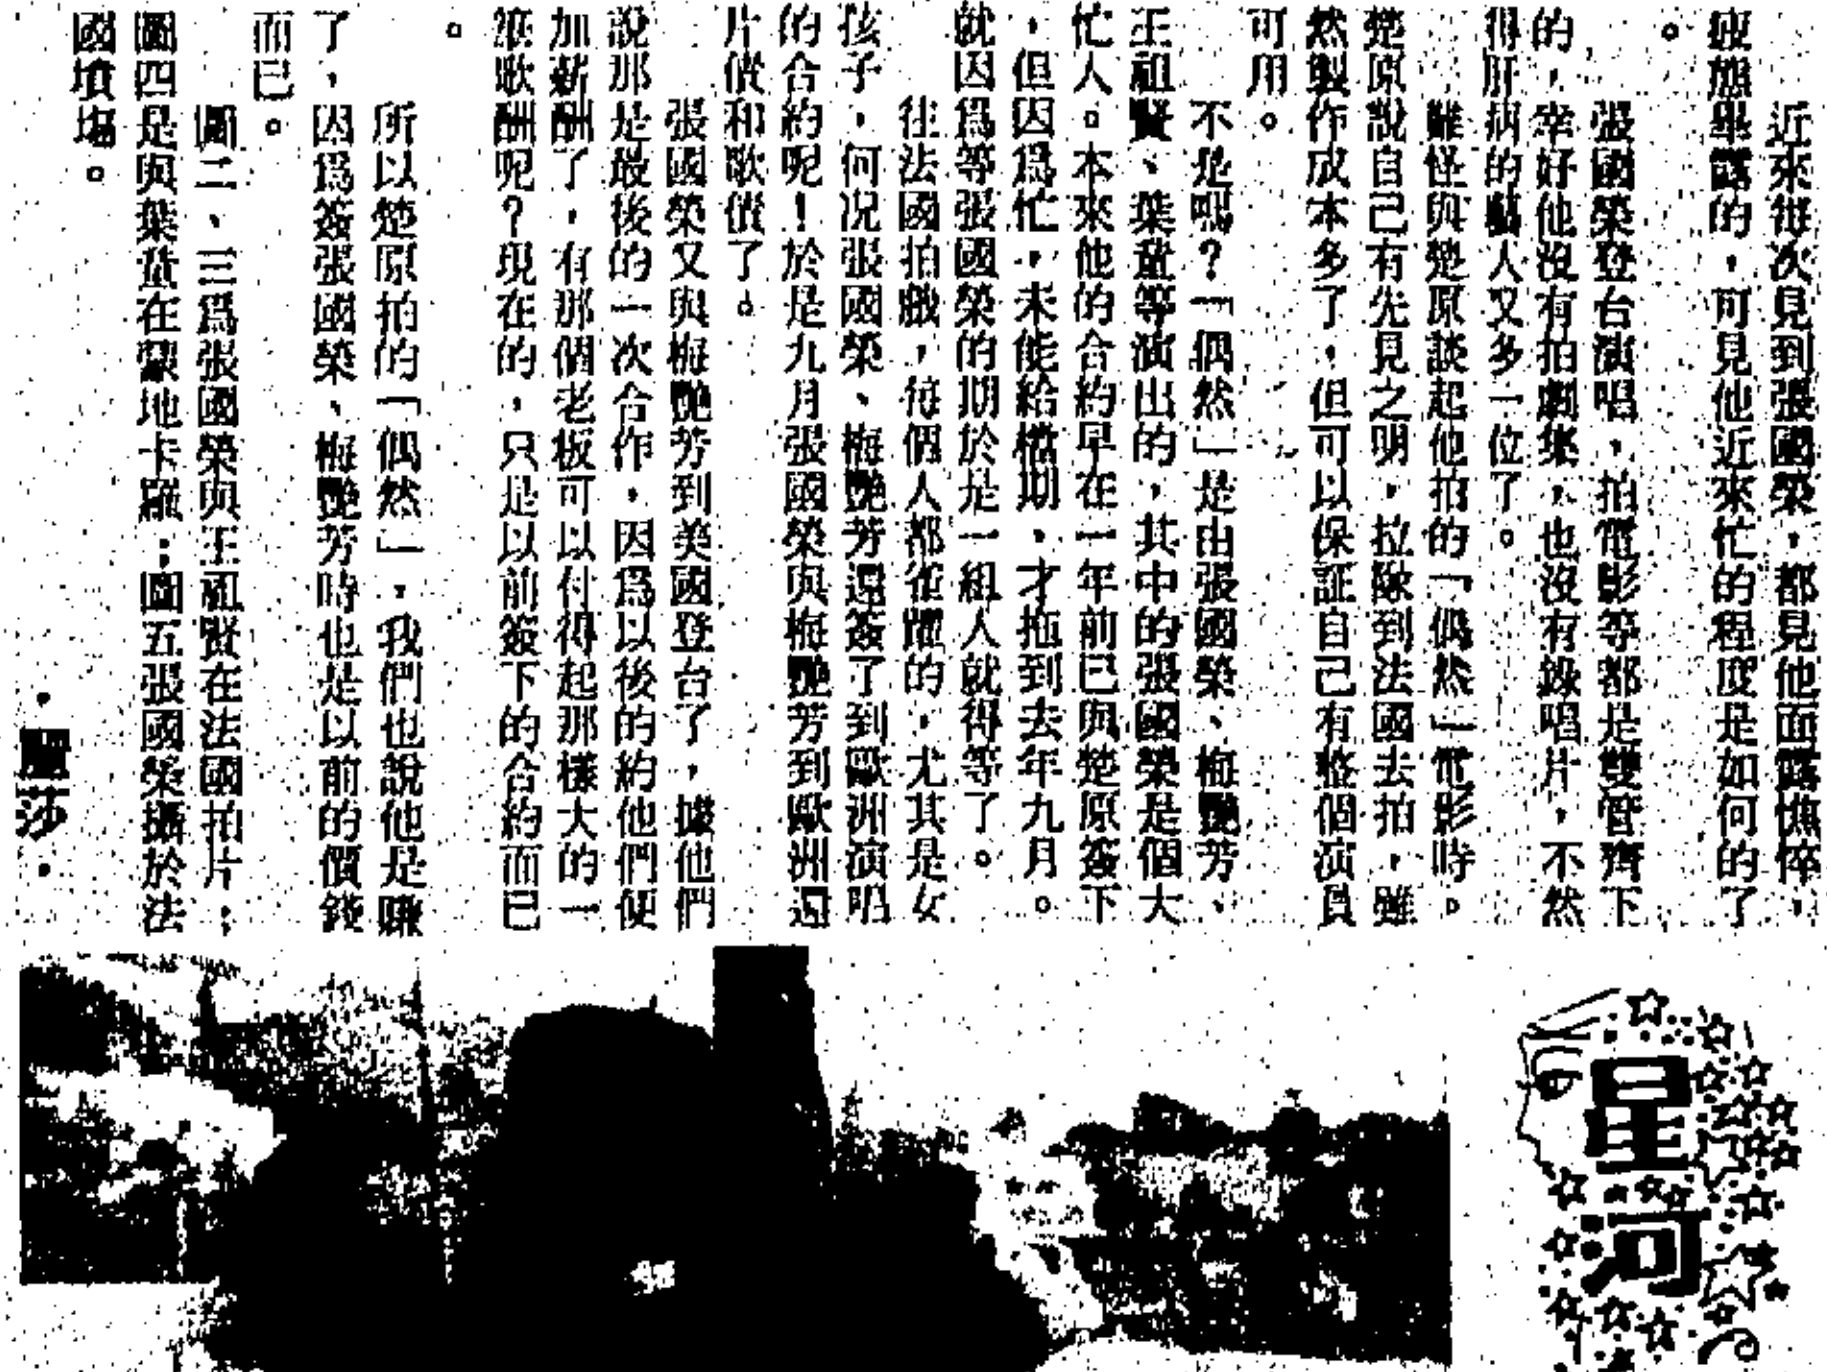 近來每次見到張國榮，都見他面露憔悴，
疲態畢露的，可見他近來忙的程度是如何的了
。
張國榮登台演唱、拍電影等都是雙管齊下
的，幸好他沒有拍劇集，也沒有錄唱片，不然
得肝病的藝人又多一位了。
難怪與楚原談起他拍的「偶然」電影時。
楚原說自己有先見之明，拉隊到法國去拍，雖
然製作成本多了，但可以保証自己有整個演員
可用。
不是嗎？「偶然」是由張國榮、梅艷芳、
王祖賢、葉童等演出的，其中的張國榮是個大
忙人。本來他的合約早在一年前已與楚原簽下
，但因爲忙，未能給檔期，才拖到去年九月。
就因爲等張國榮的期於是一組人就得等了。
往法國拍戲，每個人都雀躍的，尤其是女
孩子，何況張國榮、梅艷芳還簽了到歐洲演唱
的合約呢！於是九月張國榮與梅艷芳到歐洲還
片債和歌債了。
張國榮又與梅艷芳到美國登台了，據他們
說那是最後的一次合作，因爲以後的約他們便
加薪酬了，有那個老板可以付得起那樣大的一
滾歌酬呢？現在的，只是以前簽下的合約而已
。
所以楚原拍的「偶然」，我們也說他是賺
了，因爲簽張國榮、梅艷芳時也是以前的價錢
而已。
圖二、三爲張國榮與王祖賢在法國拍片；
圖四是與葉童在蒙地卡羅；圖五張國榮攝於法
國墳塲。
・莎・
星河